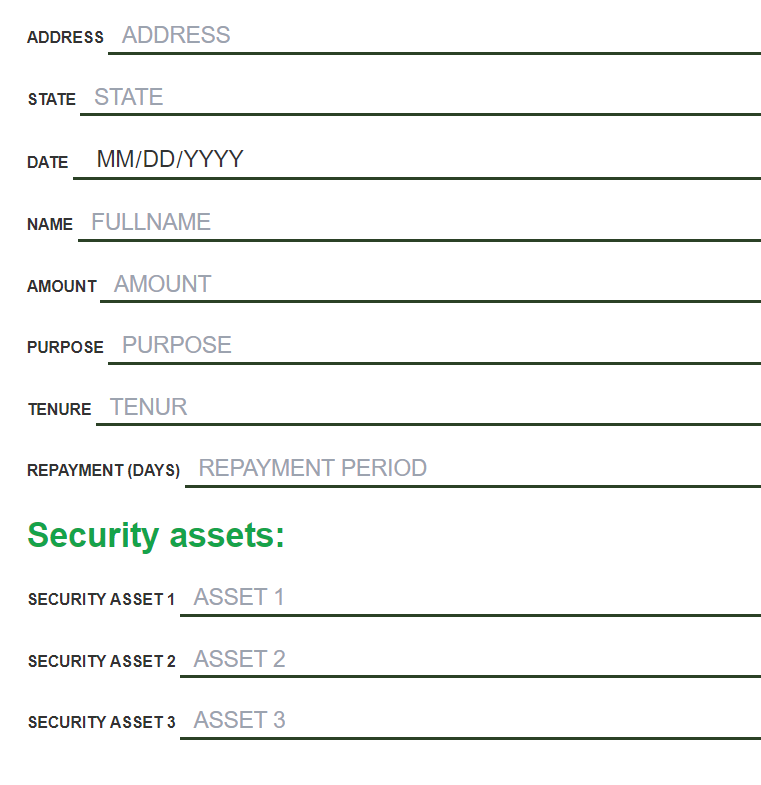 ADDRESS ADDRESS
STATE STATE
DATE MM/DD/YYYY
NAME FULLNAME
AMOUNT AMOUNT
PURPOSE PURPOSE
TENURE TENUR
REPAYMENT (DAYS) REPAYMENT PERIOD
Security assets:
SECURITY ASSET 1 ASSET 1
SECURITY ASSET 2 ASSET 2
SECURITY ASSET 3 ASSET 3